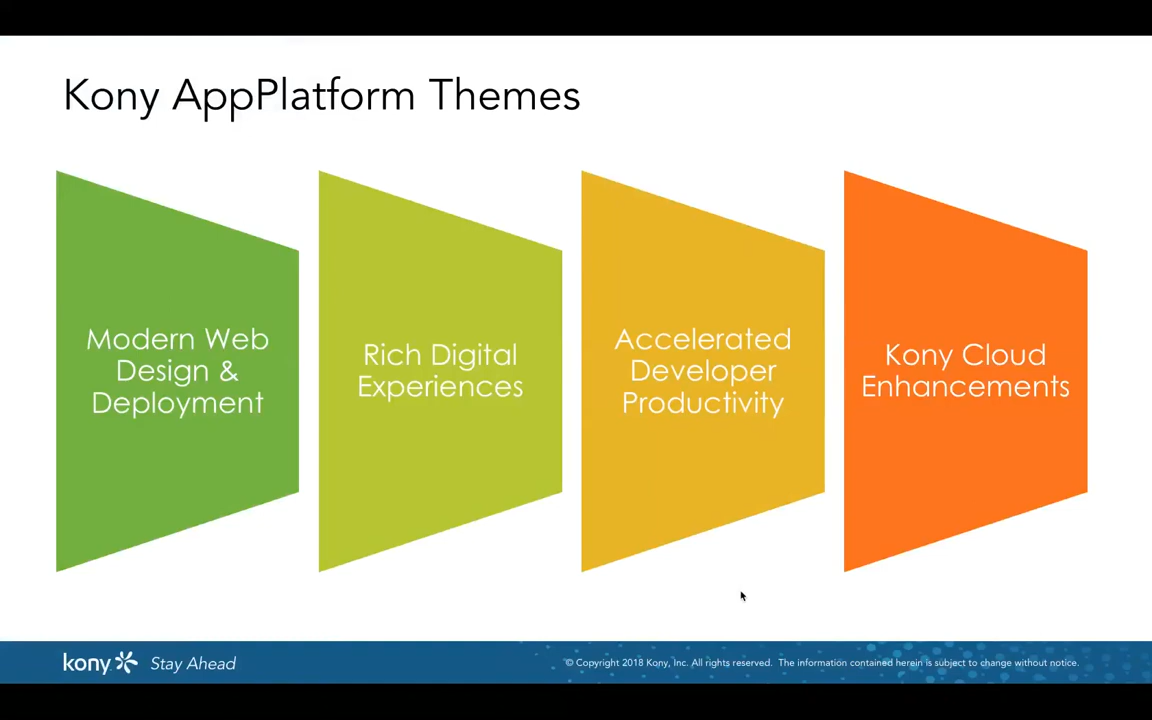 Kony AppPlatform Themes
Modern Web
Design &
Deployment
Rich Digital
Experiences
Accelerated
Developer
Productivity
Kony Cloud
Enhancements
kony Stay Ahead
© Copyright 2018 Kony, Inc. All rights reserved. The information contained herein is subject to change without notice.